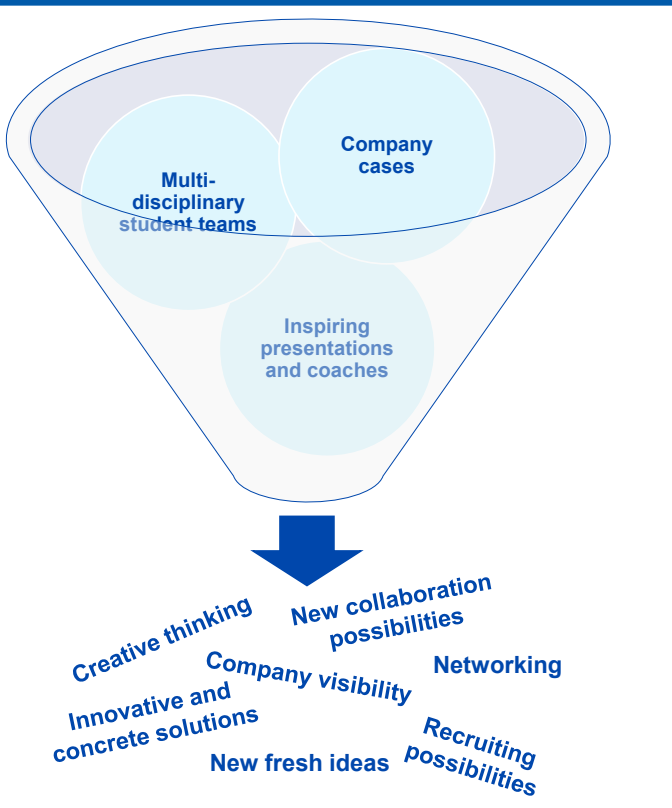 Company
cases
Multi-
disciplinary
student teams
Inspiring
presentations
and coaches
Creative thinking
New collaboration
possibilities
Company visibility
Networking
Innovative and
concrete solutions
New fresh ideas
Recruiting
possibilities